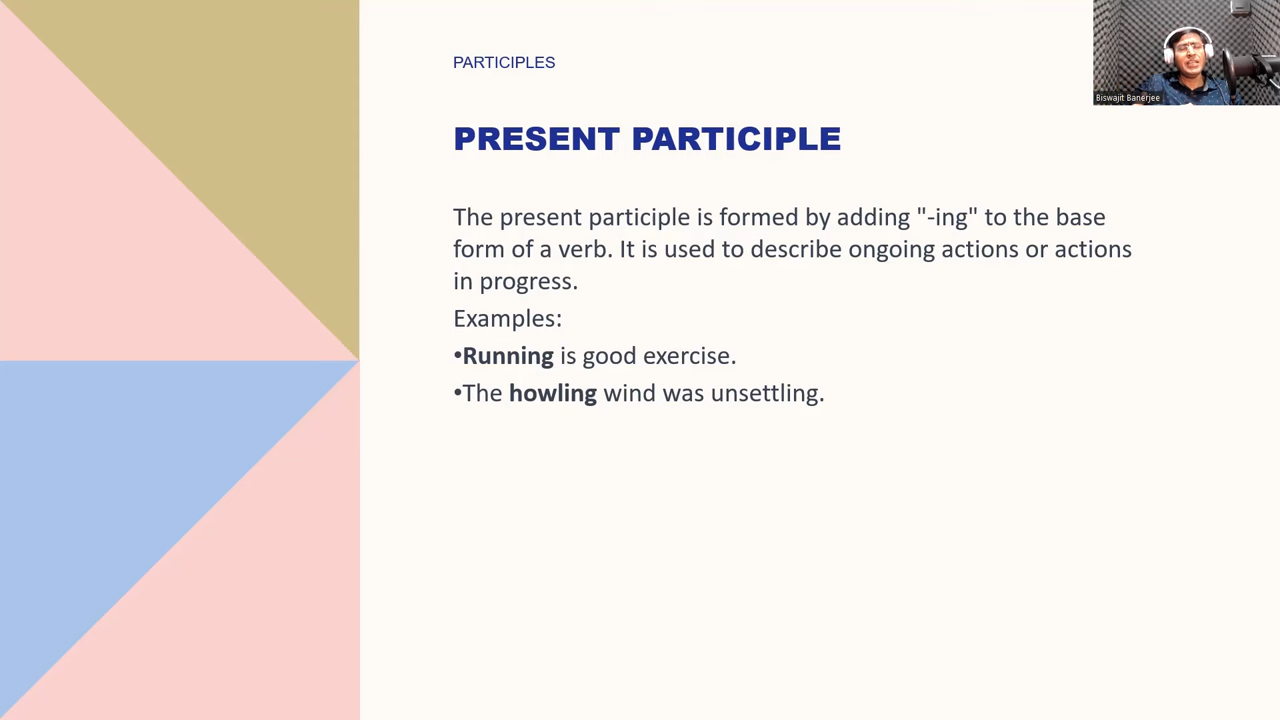 PARTICIPLES
Biswajit Banerjee
PRESENT PARTICIPLE
The present participle is formed by adding "-ing" to the base
form of a verb. It is used to describe ongoing actions or actions
in progress.
Examples:
•Running is good exercise.
•The howling wind was unsettling.